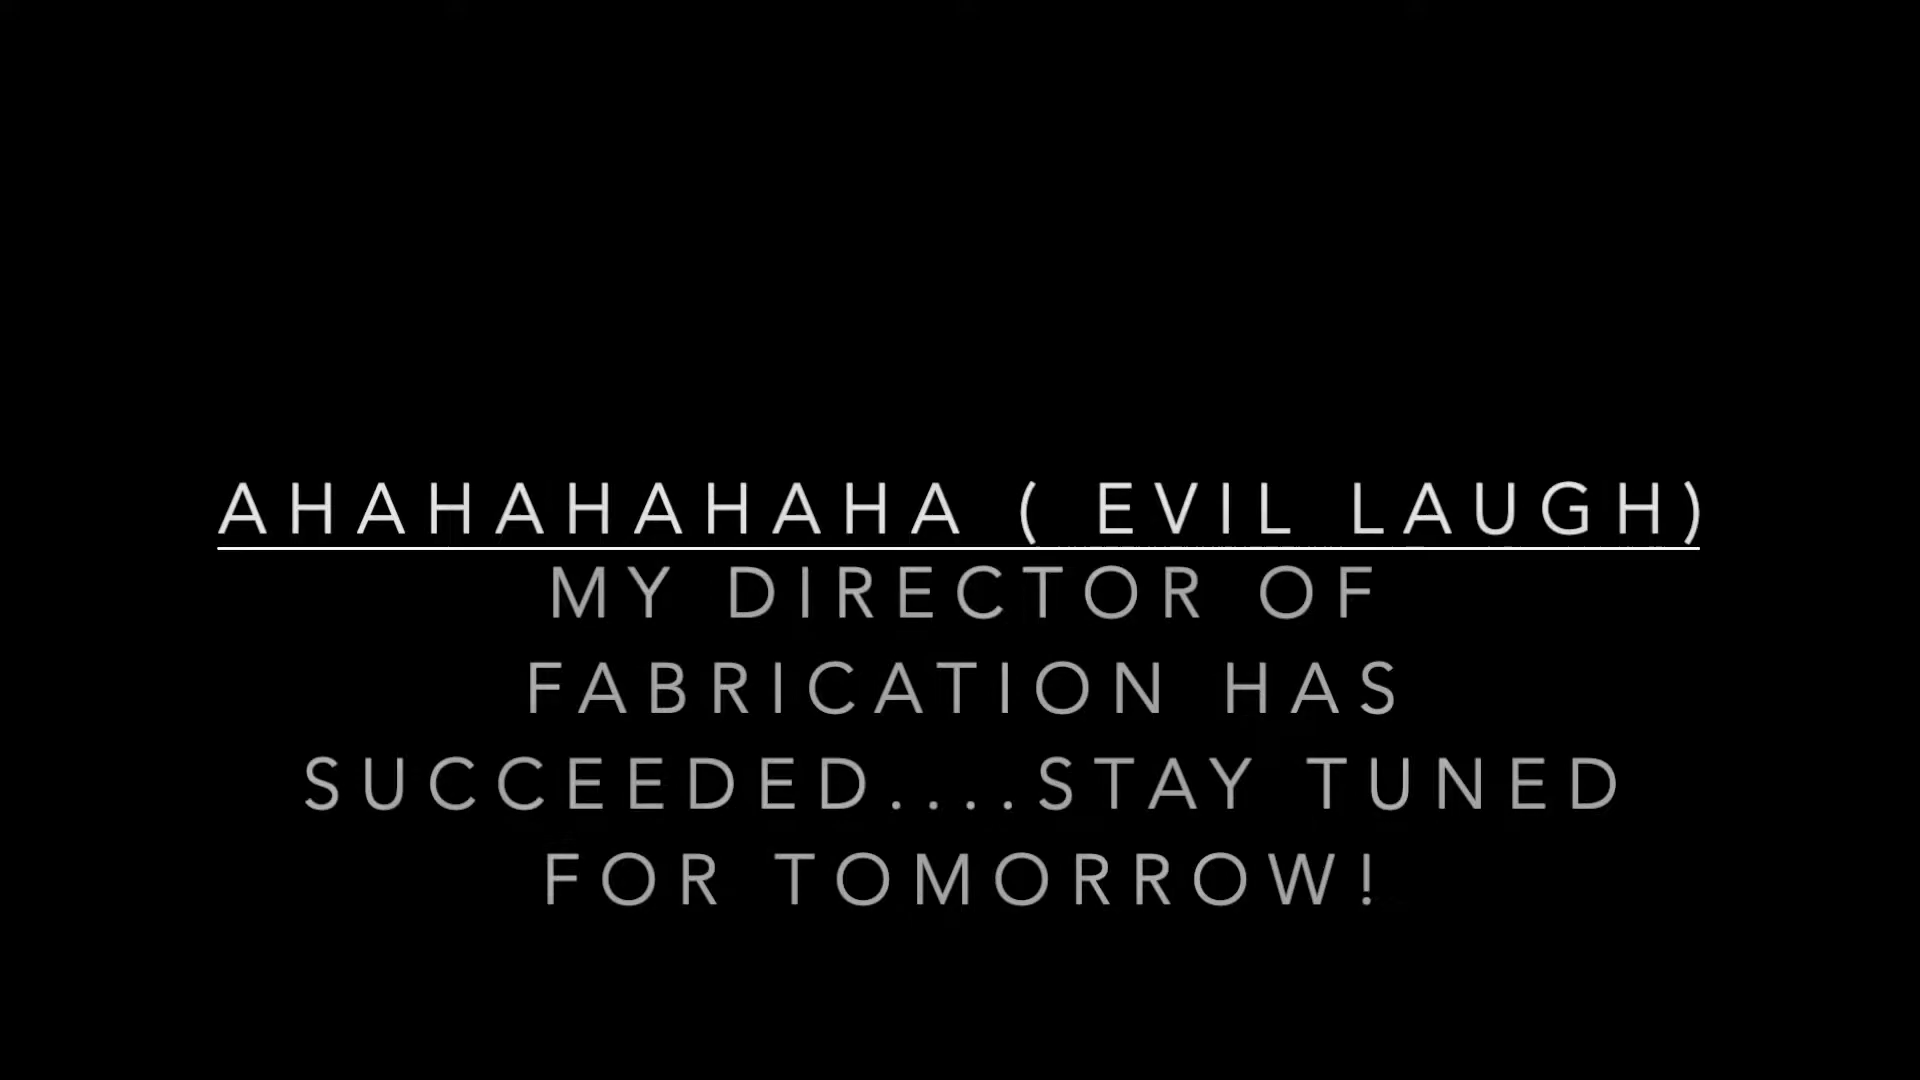 AHAHAHAHAHA ( EVIL LAUGH)
MY DIRECTOR OF
FABRICATION HAS
SUCCEEDED....STAY TUNED
FOR TOMORROW!